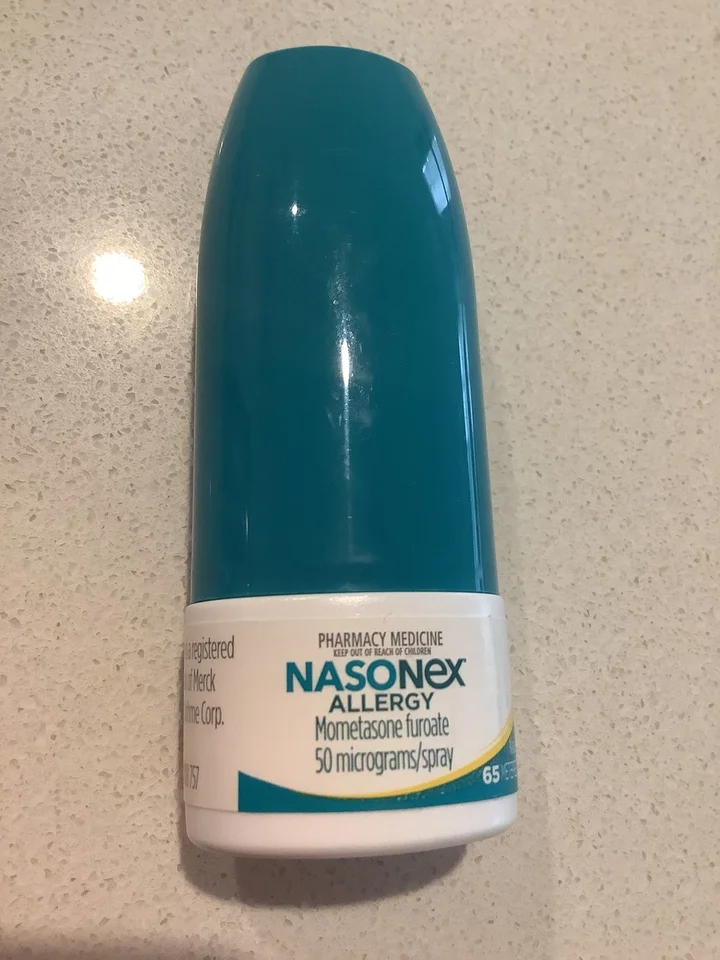 a registered
of Merck
Corp.
757
PHARMACY MEDICINE
KEEP OUT OF REACH OF CHILDREN
NASONEX
ALLERGY
Mometasone furoate
50 micrograms/spray
65